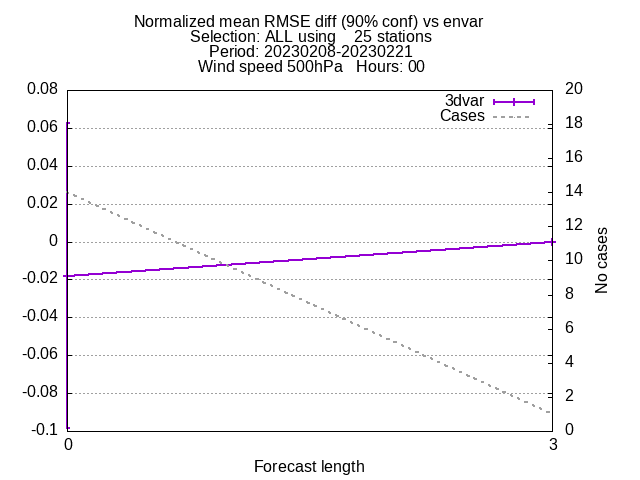 Normalized mean RMSE diff (90% conf) vs envar
Selection: ALL using    25 stations
Period: 20230208-20230221
Wind speed 500hPa   Hours: 00
3dvar
Cases
0.08
0.06
0.04
0.02
0
-0.02
-0.04
-0.06
-0.08
-0.1
20
18
16
14
12
10
8
6
4
2
0
No cases
0
3
Forecast length